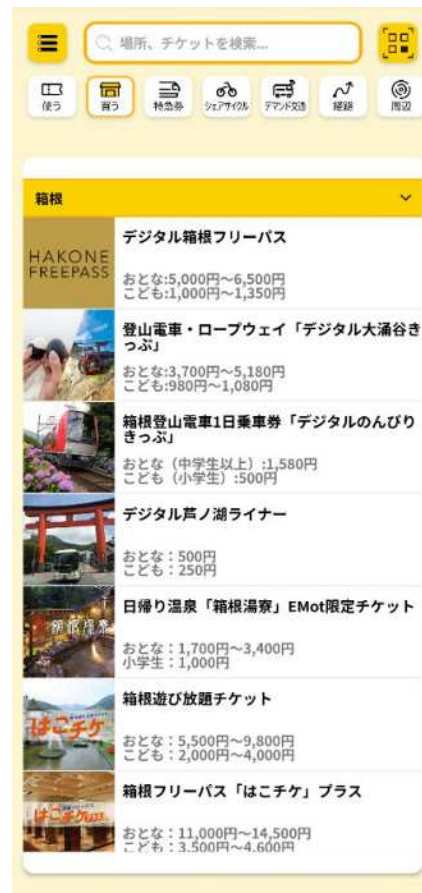 場所、チケットを検索...
使う
買う
特急券
シェアサイクル
デマンド交通
経路
周辺
箱根
HAKONE
FREEPASS
デジタル箱根フリーパス
おとな:5,000円〜6,500円
こども:1,000円〜1,350円
登山電車・ロープウェイ「デジタル大涌谷き
っぷ」
おとな:3,700円〜5,180円
こども:980円〜1,080円
箱根登山電車1日乗車券「デジタルのんびり
きっぷ」
おとな（中学生以上）:1,580円
こども（小学生）:500円
デジタル芦ノ湖ライナー
おとな：500円
こども：250円
箱根湯寮
日帰り温泉「箱根湯寮」EMot限定チケット
おとな：1,700円〜3,400円
小学生：1,000円
はこチケ
箱根遊び放題チケット
おとな：5,500円〜9,800円
こども：2,000円〜4,000円
はこチケプラス
箱根フリーパス「はこチケ」プラス
おとな：11,000円〜14,500円
こども：3,500円〜4,600円